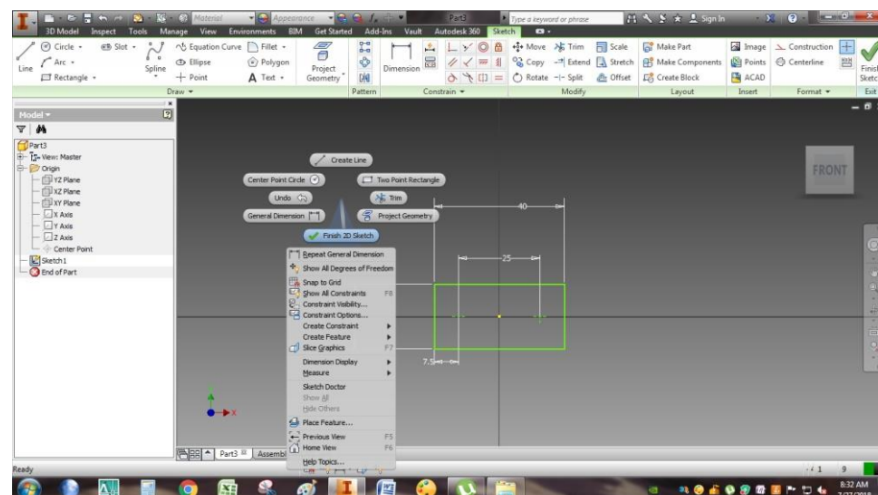 Material Appearance Part3 Type a keyword or phrase Sign In
3D Model Inspect Tools Manage View Environments BIM Get Started Add-Ins Vault Autodesk 360 Sketch
Circle Slot Equation Curve Fillet Move Trim Scale Make Part Image Construction
Line Arc Spline Ellipse Polygon Project Geometry Dimension Copy Extend Stretch Make Components Points Centerline Finish
Rectangle Point A Text Rotate Split Offset Create Block ACAD
Draw Pattern Constrain Modify Layout Insert Format Exit
Model
Part3
View: Master
Origin
YZ Plane
XZ Plane
XY Plane
X Axis
Y Axis
Z Axis
Center Point
Sketch1
End of Part
FRONT
Create Line
Center Point Circle Two Point Rectangle
Undo Trim
General Dimension Project Geometry
Finish 2D Sketch
Repeat General Dimension
Show All Degrees of Freedom
Snap to Grid
Show All Constraints F8
Constraint Visibility...
Constraint Options...
Create Constraint
Create Feature
Slice Graphics F7
Dimension Display
Measure
Sketch Doctor
Show All
Hide Others
Place Feature...
Previous View F5
Home View F6
Help Topics...
40
25
7.5
X
Part3 Assembl
Ready 1 9
8:32 AM